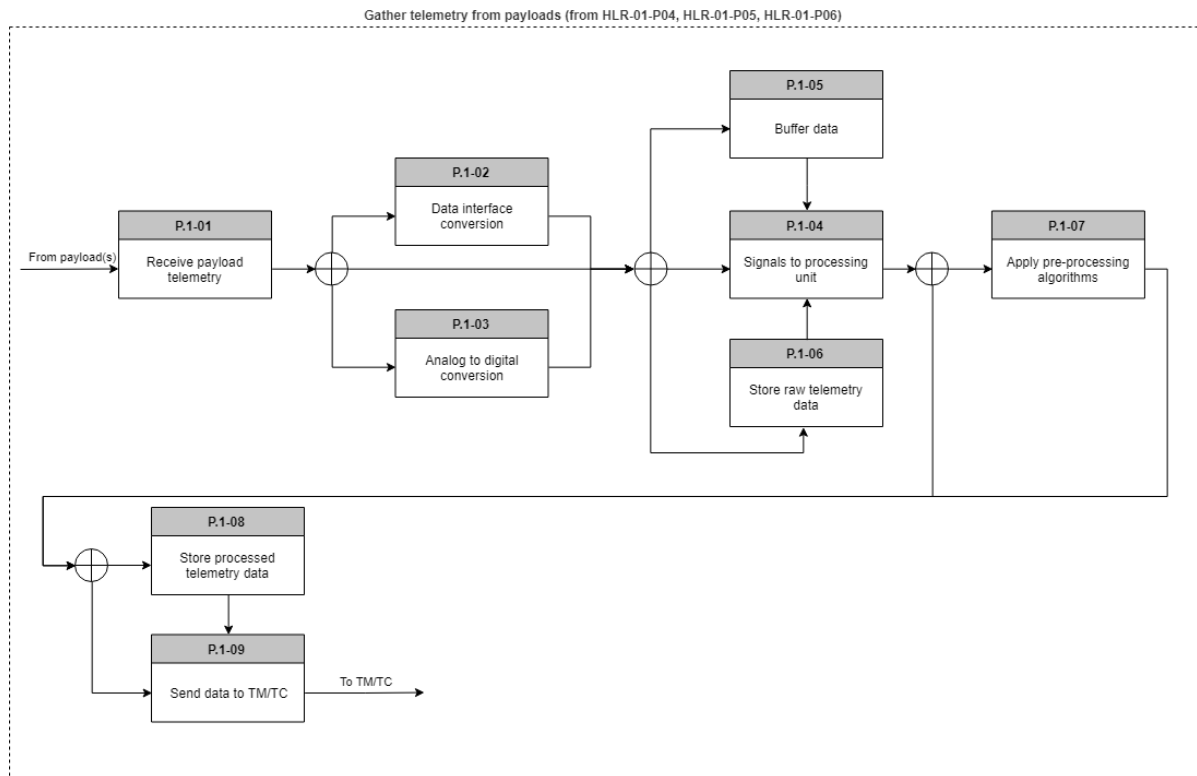 Gather telemetry from payloads (from HLR-01-P04, HLR-01-P05, HLR-01-P06)
P.1-05
Buffer data
P.1-02
Data interface
conversion
P.1-01
From payload(s)
Receive payload
telemetry
P.1-04
Signals to processing
unit
P.1-07
Apply pre-processing
algorithms
P.1-03
Analog to digital
conversion
P.1-06
Store raw telemetry
data
P.1-08
Store processed
telemetry data
P.1-09
Send data to TM/TC
To TM/TC